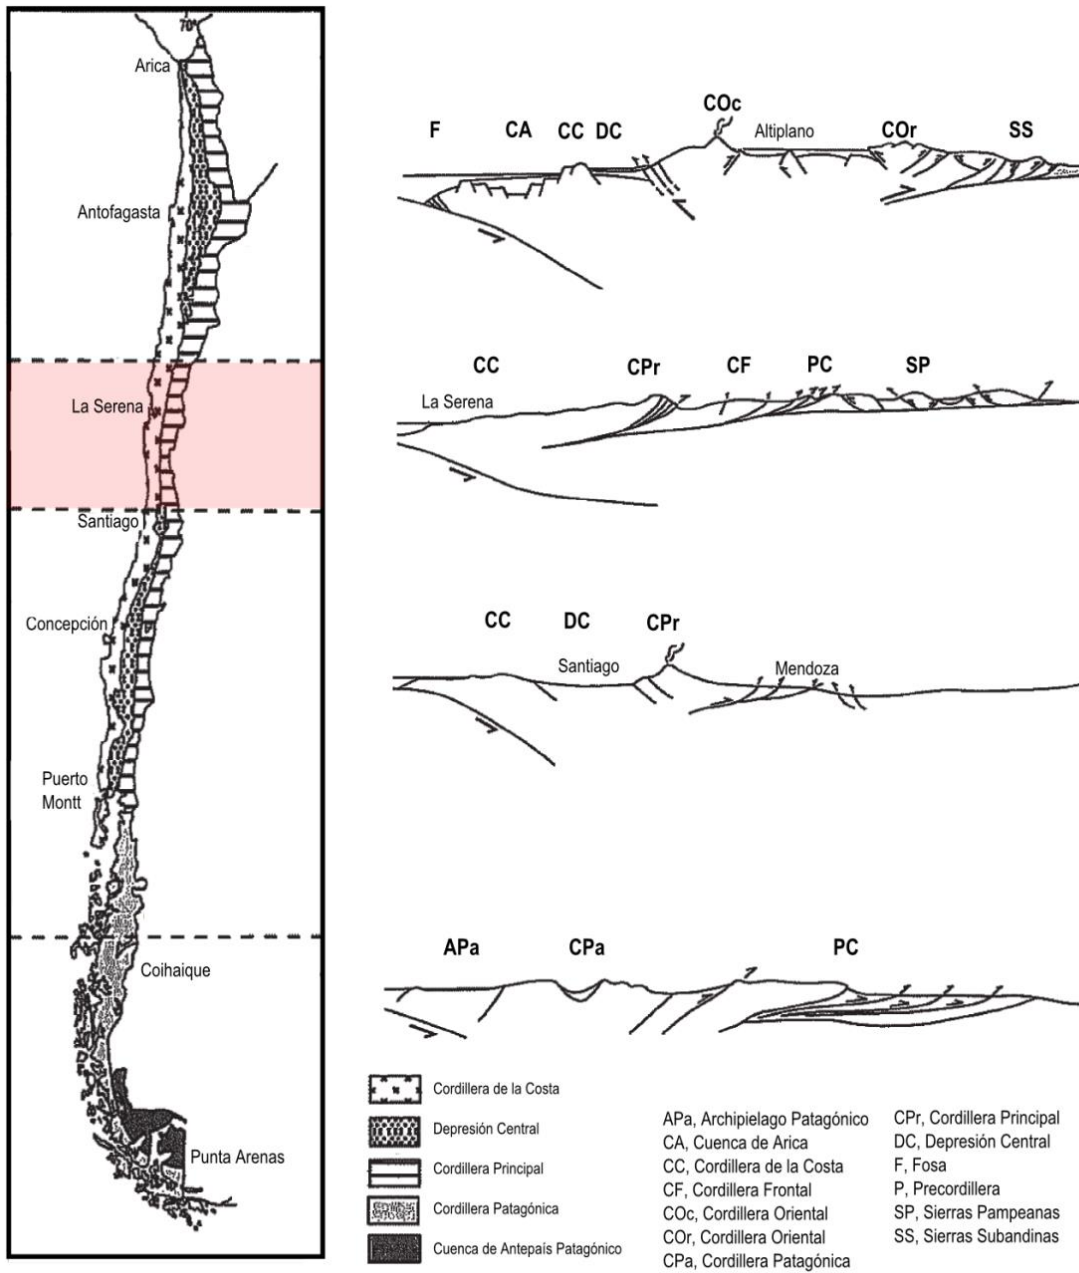 70°
Arica
Antofagasta
La Serena
Santiago
Concepción
Puerto
Montt
Coihaique
Punta Arenas
F CA CC DC COc Altiplano COr SS
CC CPr CF PC SP
La Serena
CC DC CPr
Santiago Mendoza
APa CPa PC
Cordillera de la Costa
Depresión Central
Cordillera Principal
Cordillera Patagónica
Cuenca de Antepaís Patagónico
APa, Archipielago Patagónico
CA, Cuenca de Arica
CC, Cordillera de la Costa
CF, Cordillera Frontal
COc, Cordillera Oriental
COr, Cordillera Oriental
CPa, Cordillera Patagónica
CPr, Cordillera Principal
DC, Depresión Central
F, Fosa
P, Precordillera
SP, Sierras Pampeanas
SS, Sierras Subandinas